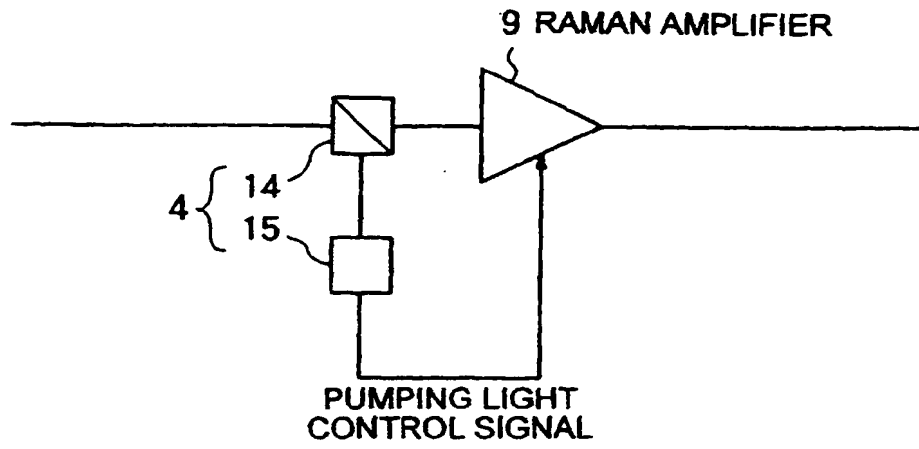 9 RAMAN AMPLIFIER
14
4
15
PUMPING LIGHT
CONTROL SIGNAL